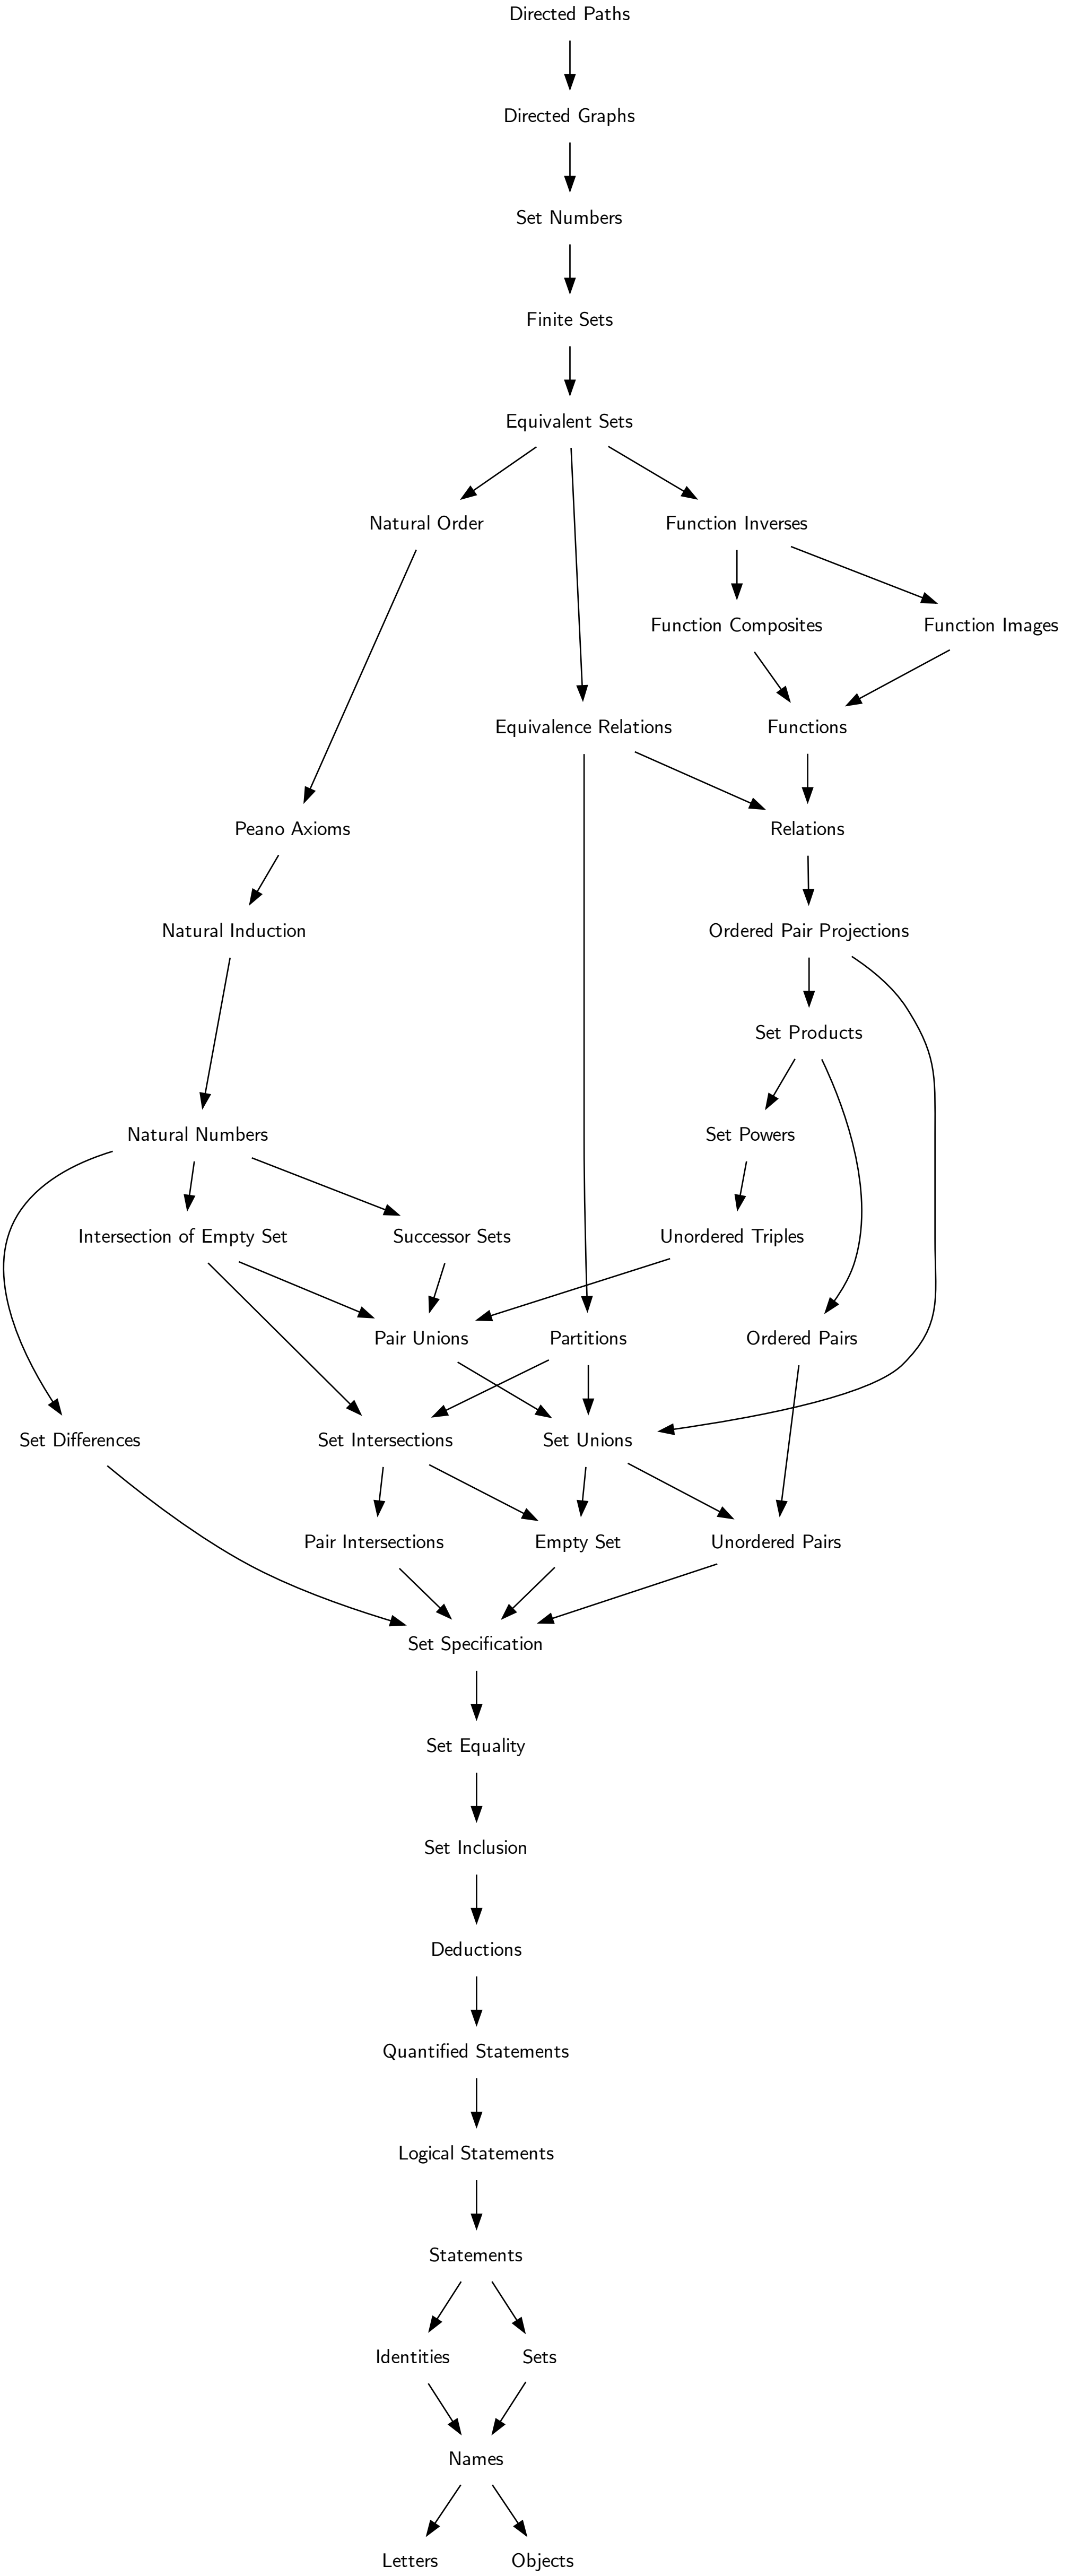 Directed Paths
Directed Graphs
Set Numbers
Finite Sets
Equivalent Sets
Natural Order
Function Inverses
Function Composites
Function Images
Equivalence Relations
Functions
Peano Axioms
Relations
Natural Induction
Ordered Pair Projections
Set Products
Natural Numbers
Set Powers
Intersection of Empty Set
Successor Sets
Unordered Triples
Pair Unions
Partitions
Ordered Pairs
Set Differences
Set Intersections
Set Unions
Pair Intersections
Empty Set
Unordered Pairs
Set Specification
Set Equality
Set Inclusion
Deductions
Quantified Statements
Logical Statements
Statements
Identities
Sets
Names
Letters
Objects